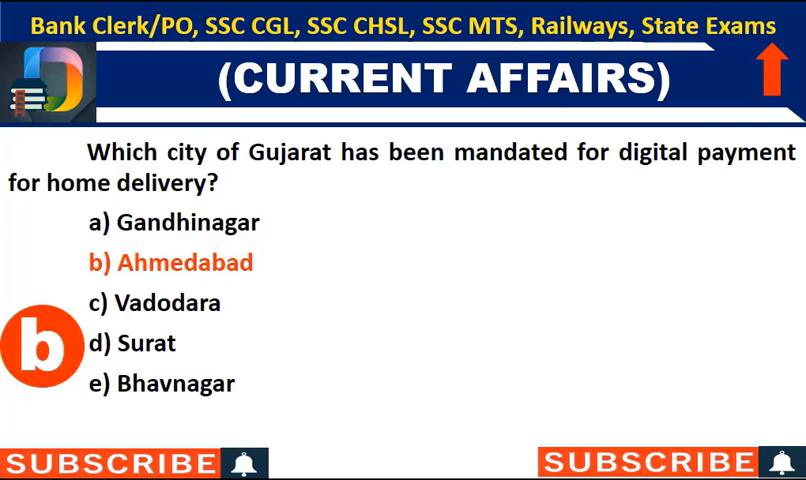 Bank Clerk/PO, SSC CGL, SSC CHSL, SSC MTS, Railways, State Exams
(CURRENT AFFAIRS)
Which city of Gujarat has been mandated for digital payment
for home delivery?
a) Gandhinagar
b) Ahmedabad
c) Vadodara
b
d) Surat
e) Bhavnagar
SUBSCRIBE
SUBSCRIBE